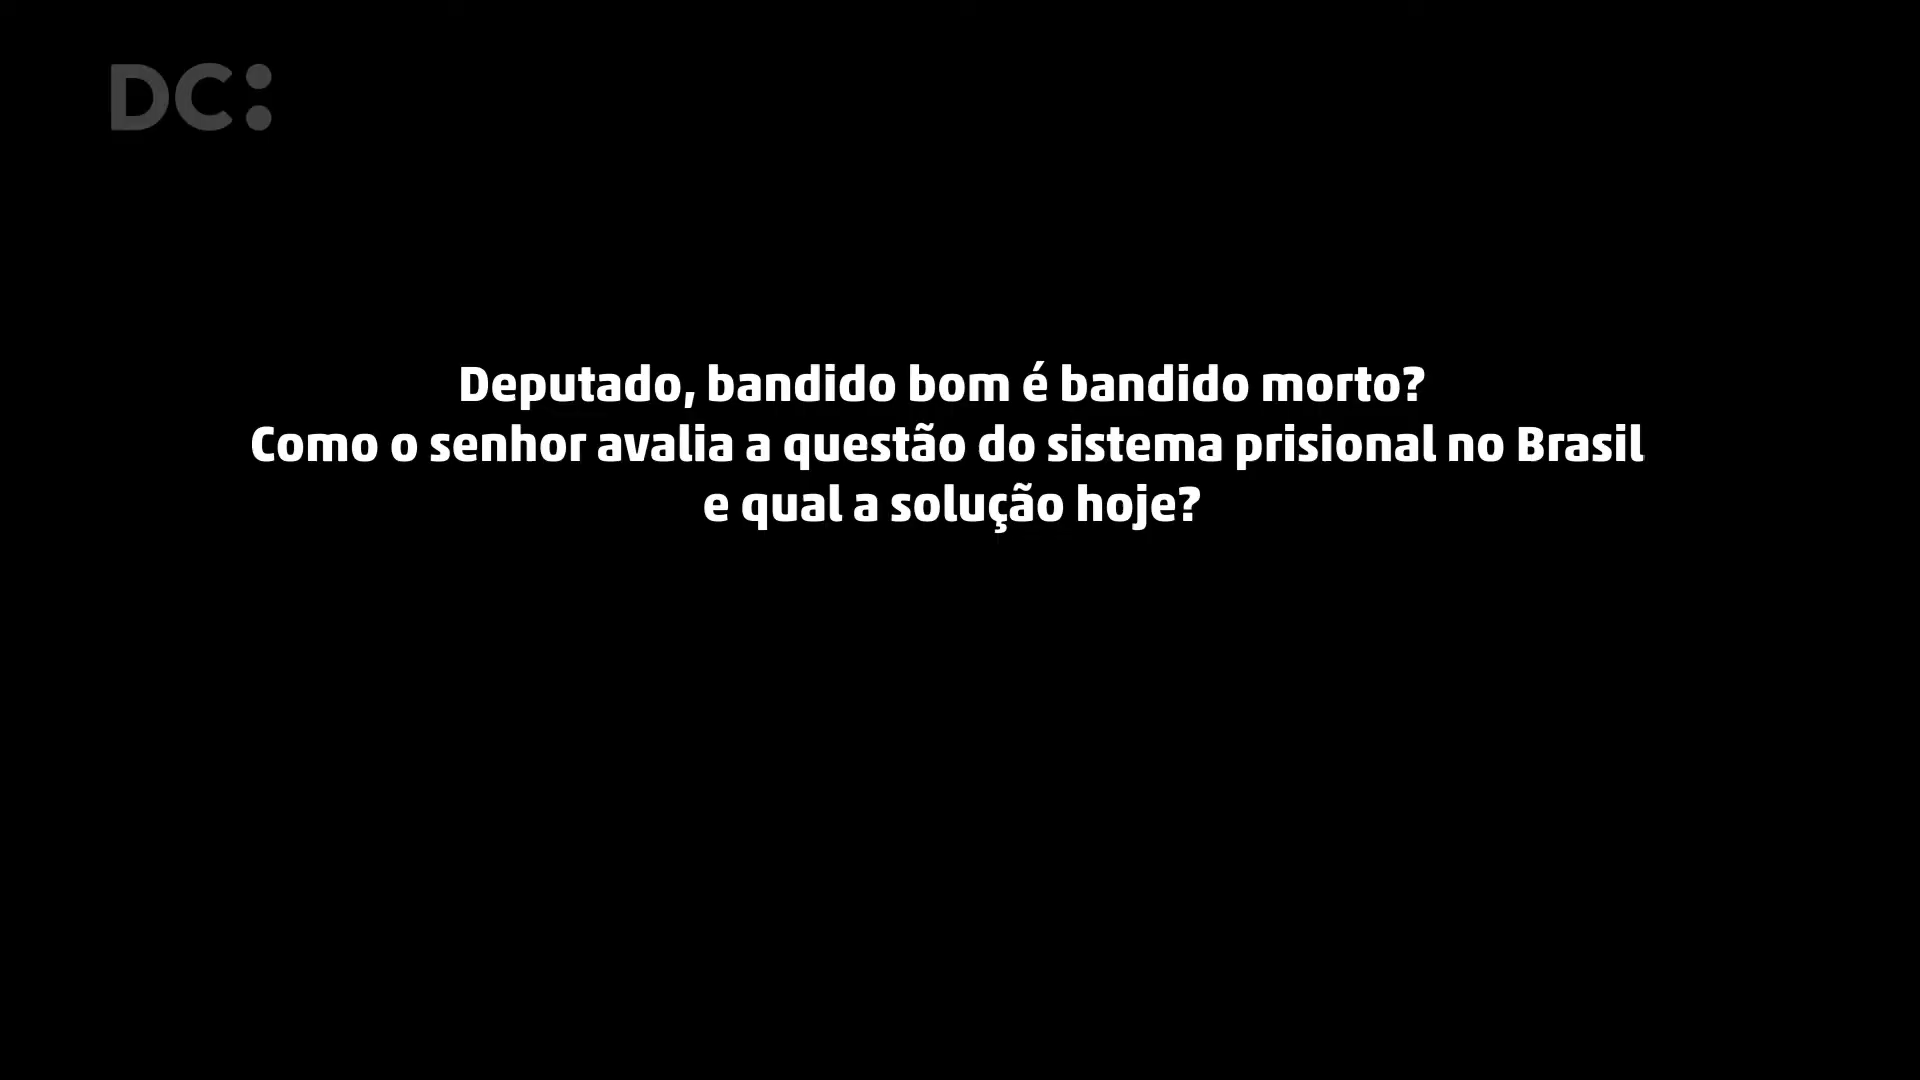 DC:
Deputado, bandido bom é bandido morto?
Como o senhor avalia a questão do sistema prisional no Brasil
e qual a solução hoje?